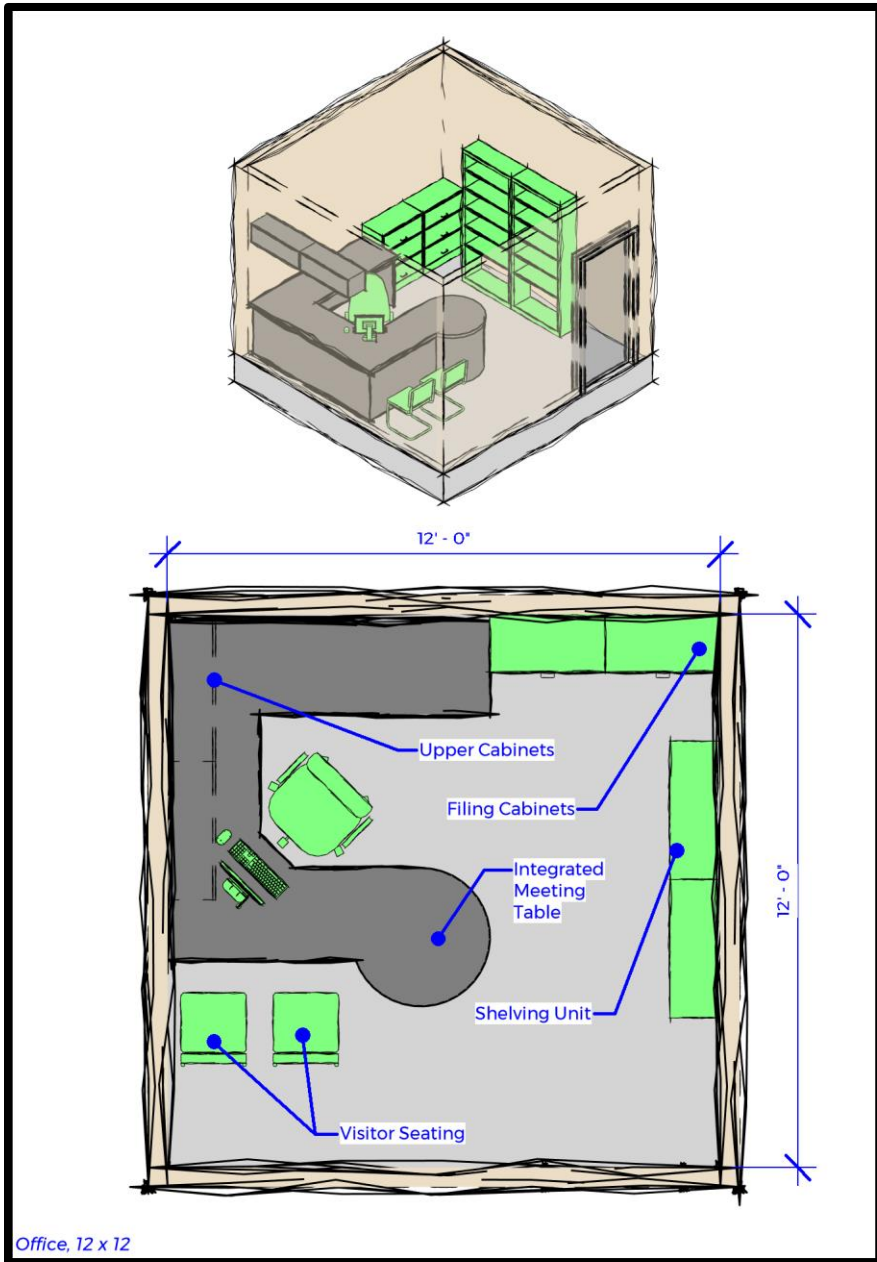 12' - 0"
Upper Cabinets
Filing Cabinets
Integrated
Meeting
Table
12' - 0"
Shelving Unit
Visitor Seating
Office, 12 x 12